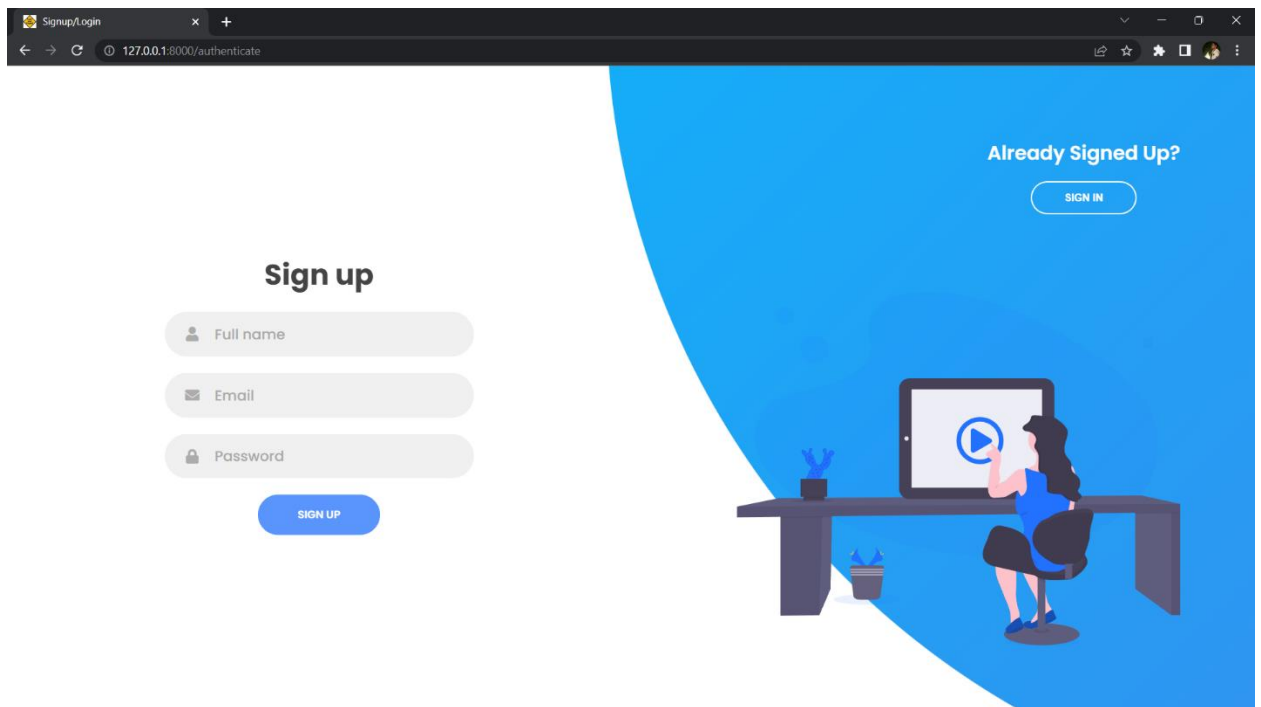 Signup/Login
127.0.0.1:8000/authenticate
Already Signed Up?
SIGN IN
Sign up
Full name
Email
Password
SIGN UP